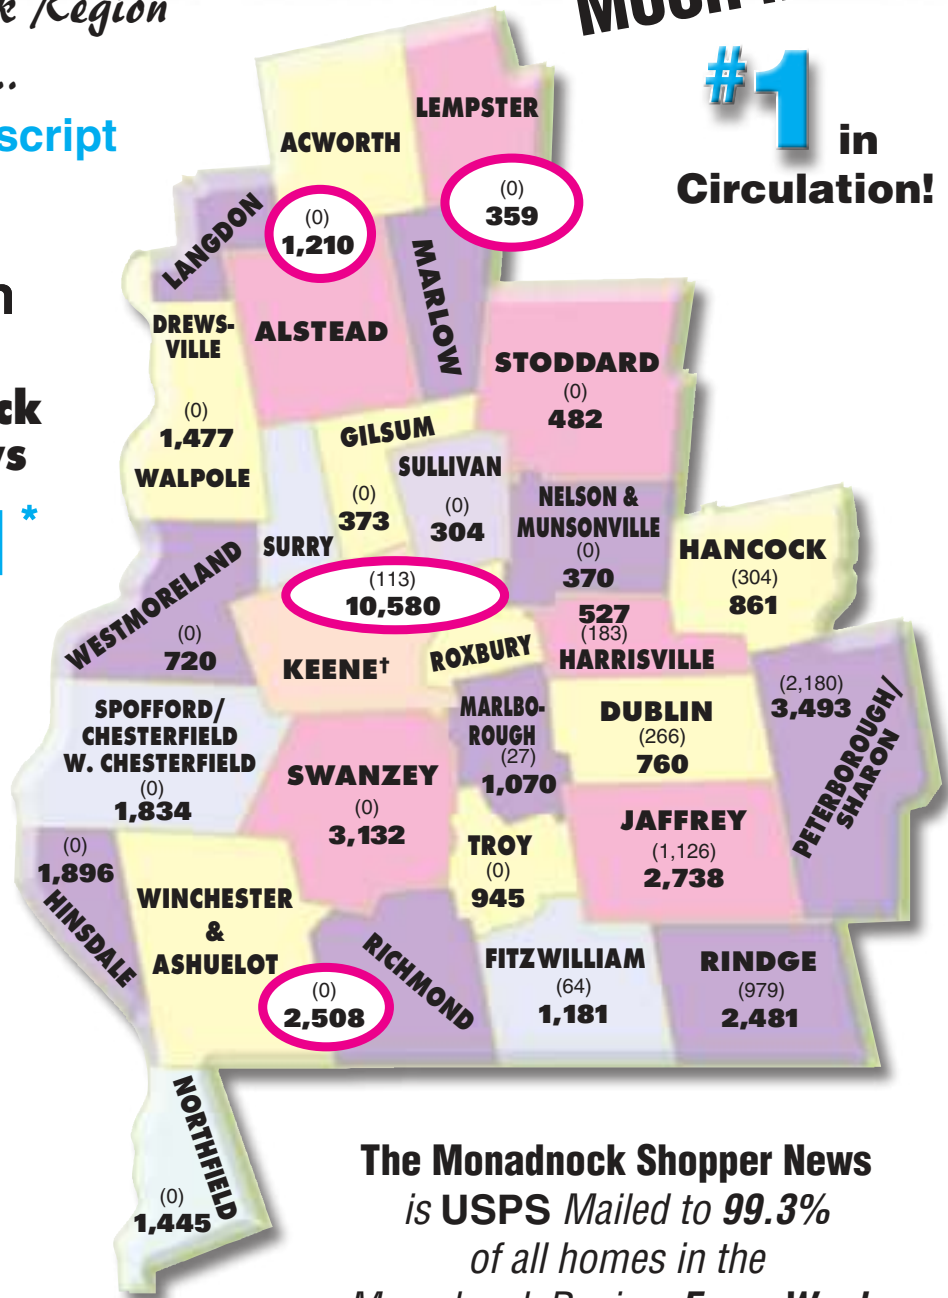 k Region
MUCH
..
script
#1 in
Circulation!
n
ck
ys
*
LEMPSTER
(0)
359
ACWORTH
LANGDON
(0)
1,210
MARLOW
ALSTEAD
DREWS-
VILLE
(0)
1,477
WALPOLE
STODDARD
(0)
482
GILSUM
(0)
373
SULLIVAN
(0)
304
SURRY
NELSON &
MUNSONVILLE
(0)
370
HANCOCK
(304)
861
WESTMORELAND
(0)
720
(113)
10,580
KEENE†
ROXBURY
527
(183)
HARRISVILLE
(2,180)
3,493
PETERBOROUGH/
SHARON
SPOFFORD/
CHESTERFIELD
W. CHESTERFIELD
(0)
1,834
SWANZEY
(0)
3,132
MARLBO-
ROUGH
(27)
1,070
DUBLIN
(266)
760
JAFFREY
(1,126)
2,738
TROY
(0)
945
(0)
1,896
HINSDALE
WINCHESTER
&
ASHUELOT
(0)
2,508
RICHMOND
FITZWILLIAM
(64)
1,181
RINDGE
(979)
2,481
NORTHFIELD
(0)
1,445
The Monadnock Shopper News
is USPS Mailed to 99.3%
of all homes in the